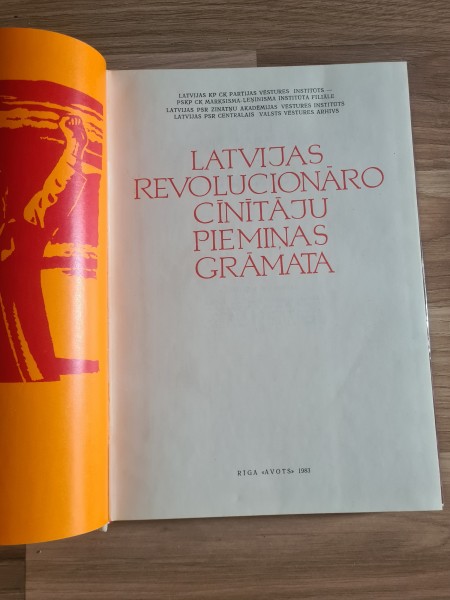 LATVIJAS KP CK PARTIJAS VĒSTURES INSTITŪTS —
PSKP CK MARKSISMA-ĻEŅINISMA INSTITŪTA FILIĀLE
LATVIJAS PSR ZINĀTŅU AKADĒMIJAS VĒSTURES INSTITŪTS
LATVIJAS PSR CENTRĀLAIS VALSTS VĒSTURES ARHĪVS
LATVIJAS
REVOLUCIONĀRO
CĪNĪTĀJU
PIEMIŅAS
GRĀMATA
RĪGA «AVOTS» 1983